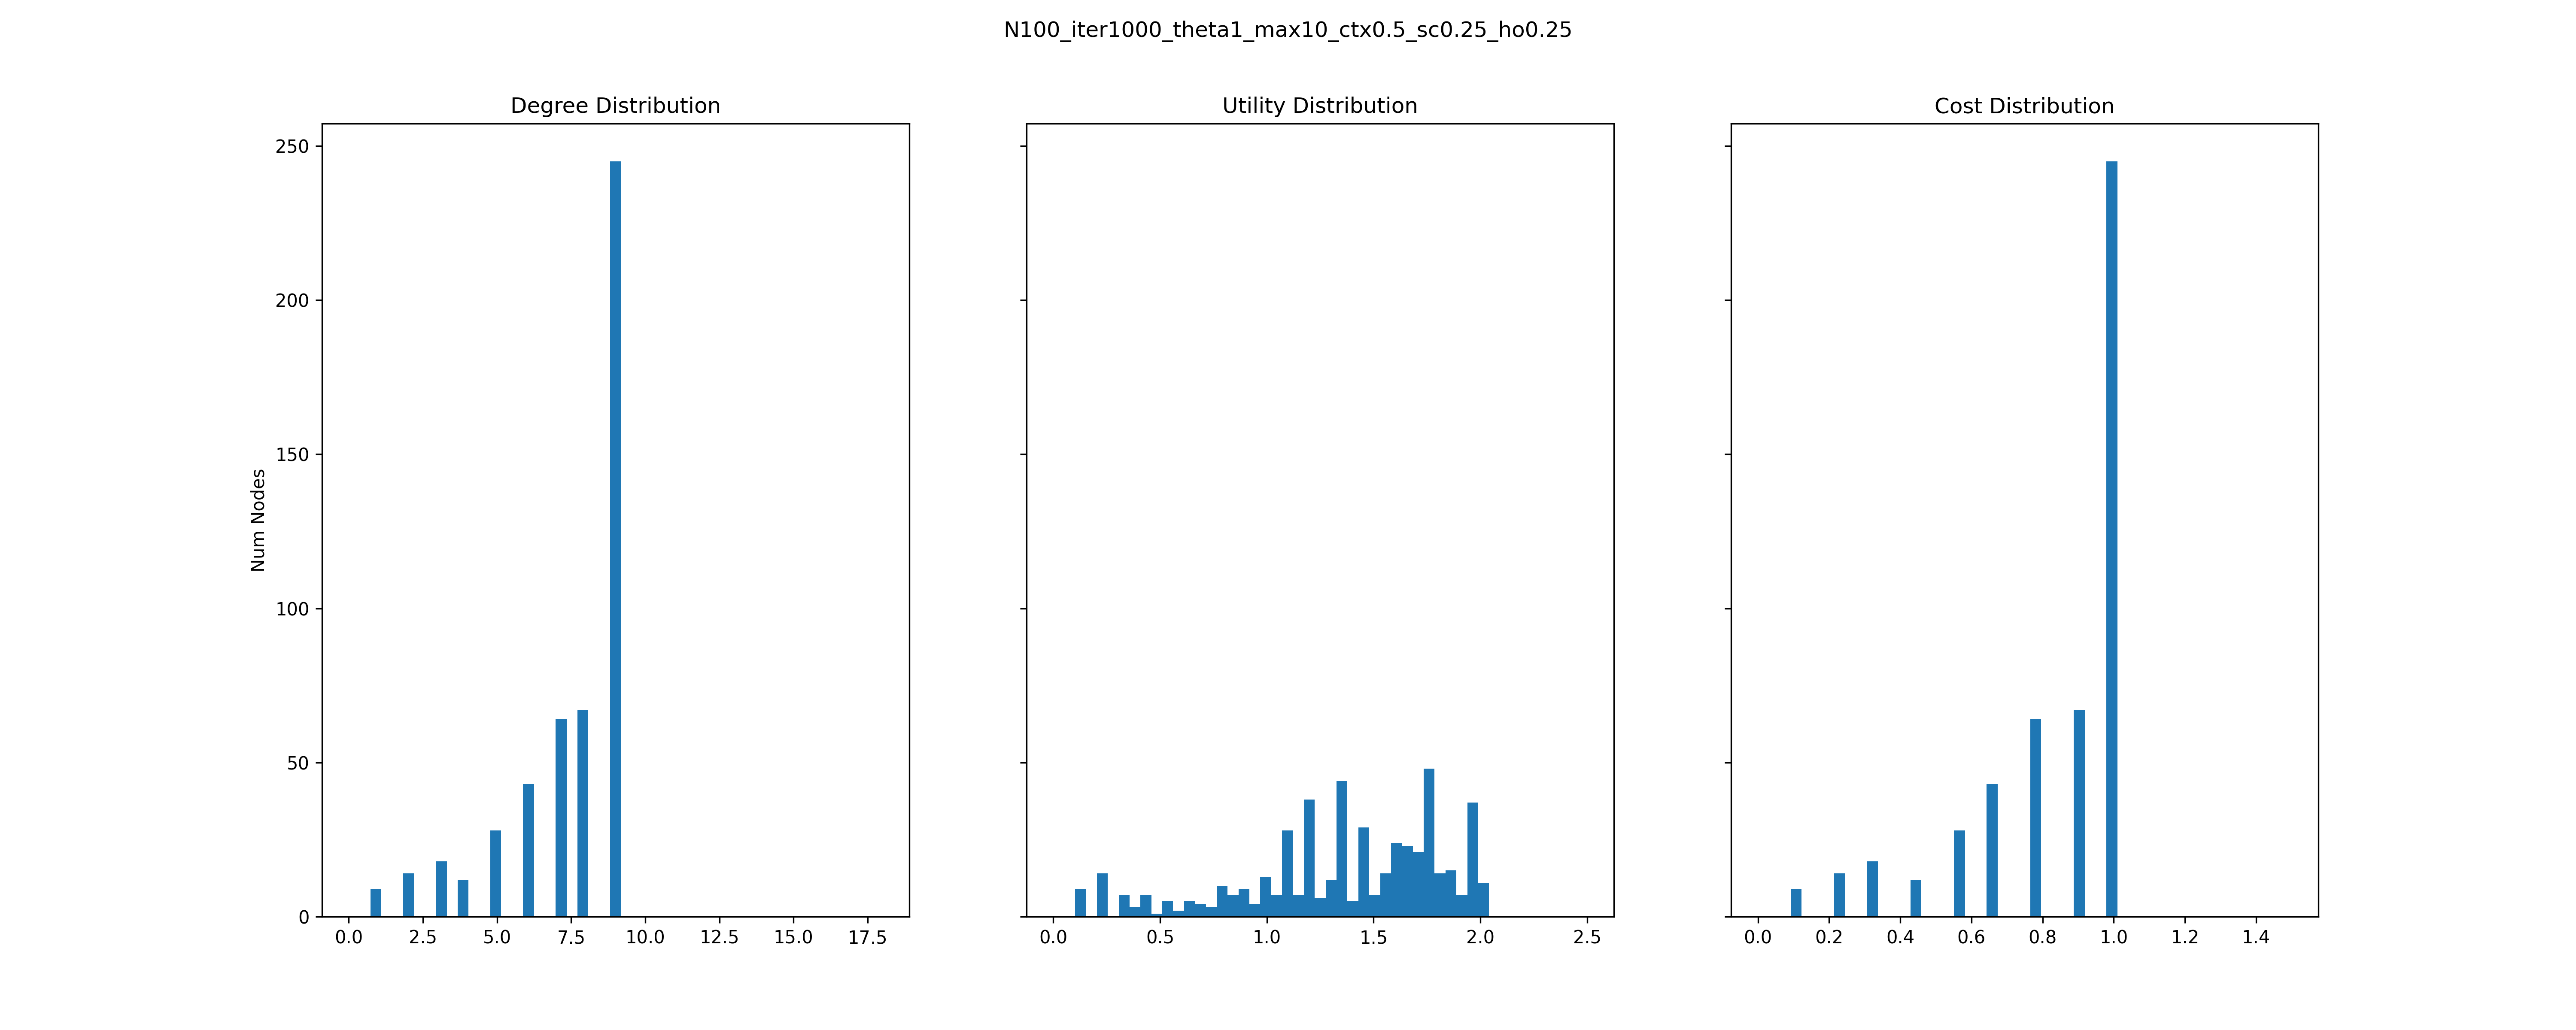 N100_iter1000_theta1_max10_ctx0.5_sc0.25_ho0.25
Degree Distribution
Num Nodes
250
200
150
100
50
0
0.0 2.5 5.0 7.5 10.0 12.5 15.0 17.5
Utility Distribution
0.0 0.5 1.0 1.5 2.0 2.5
Cost Distribution
0.0 0.2 0.4 0.6 0.8 1.0 1.2 1.4